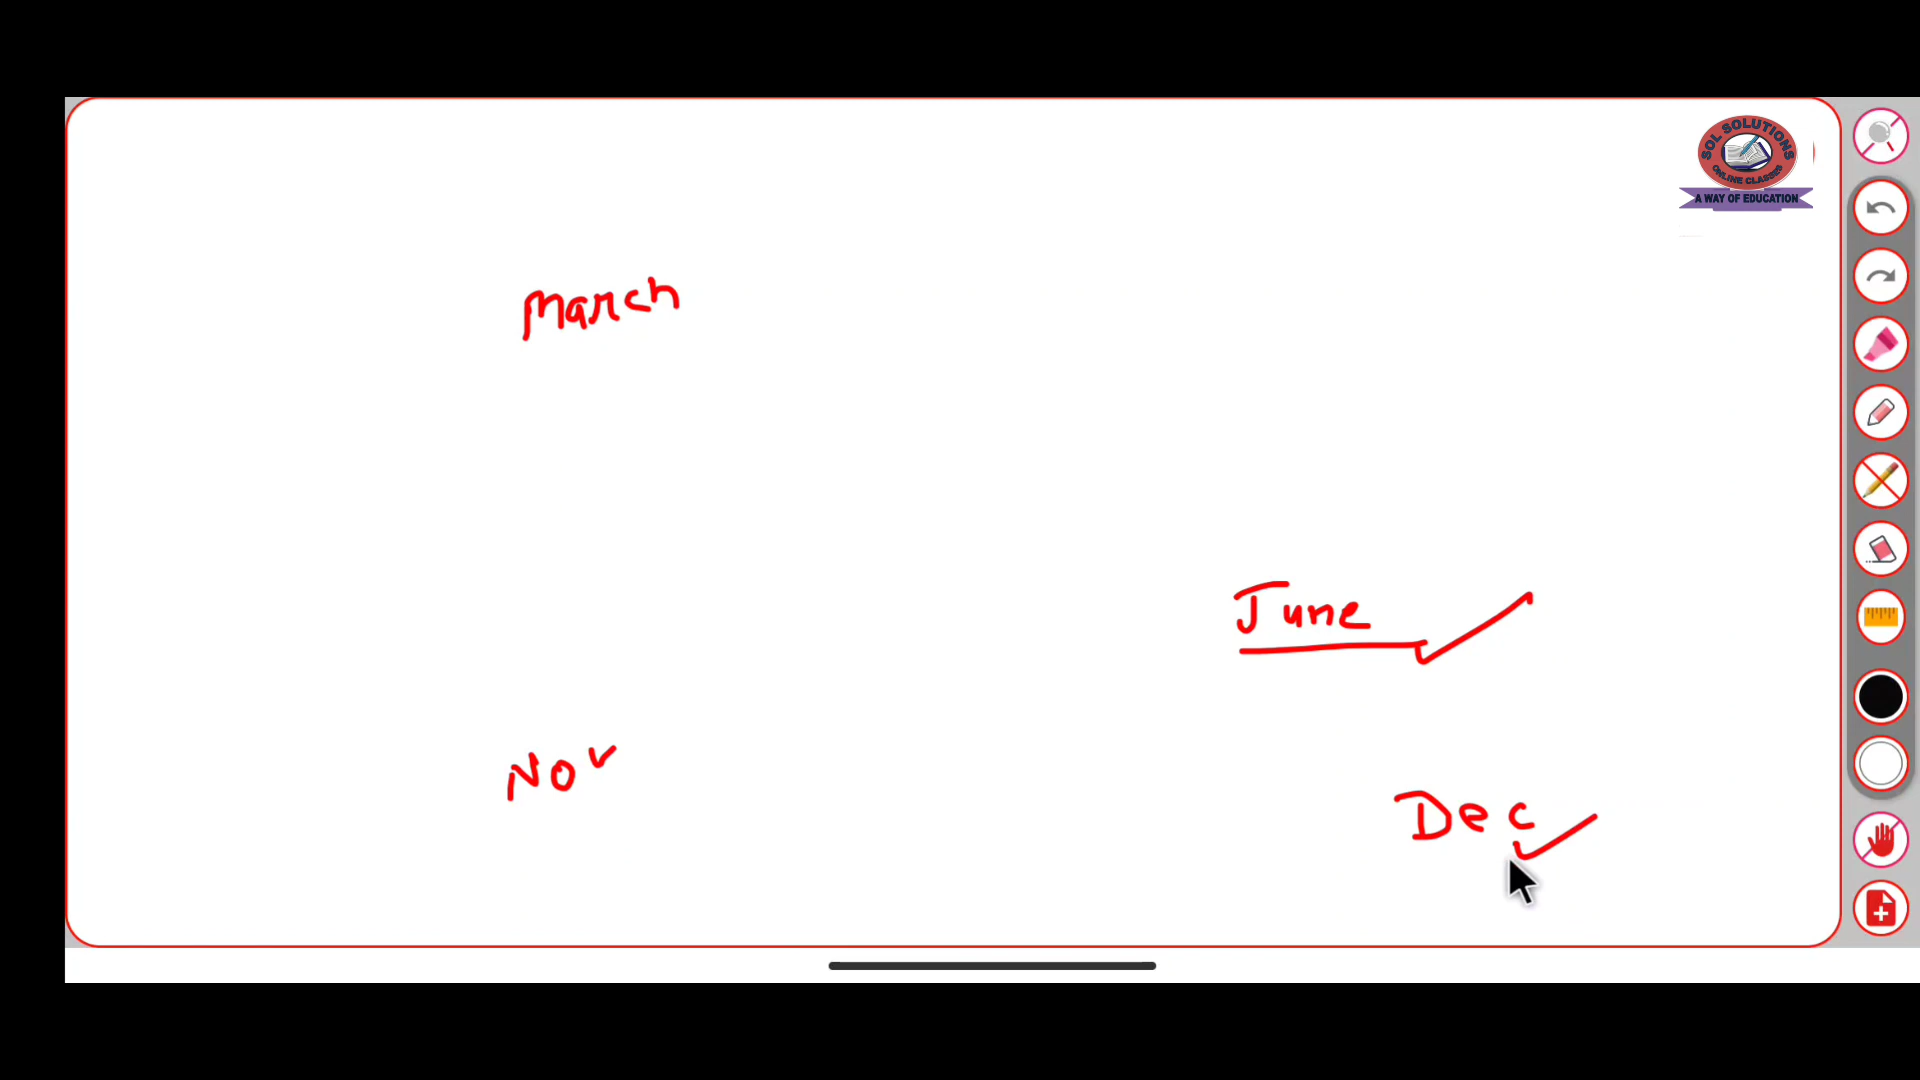 SOL SOLUTIONS
ONLINE CLASSES
A WAY OF EDUCATION
March
June
Nov
Dec